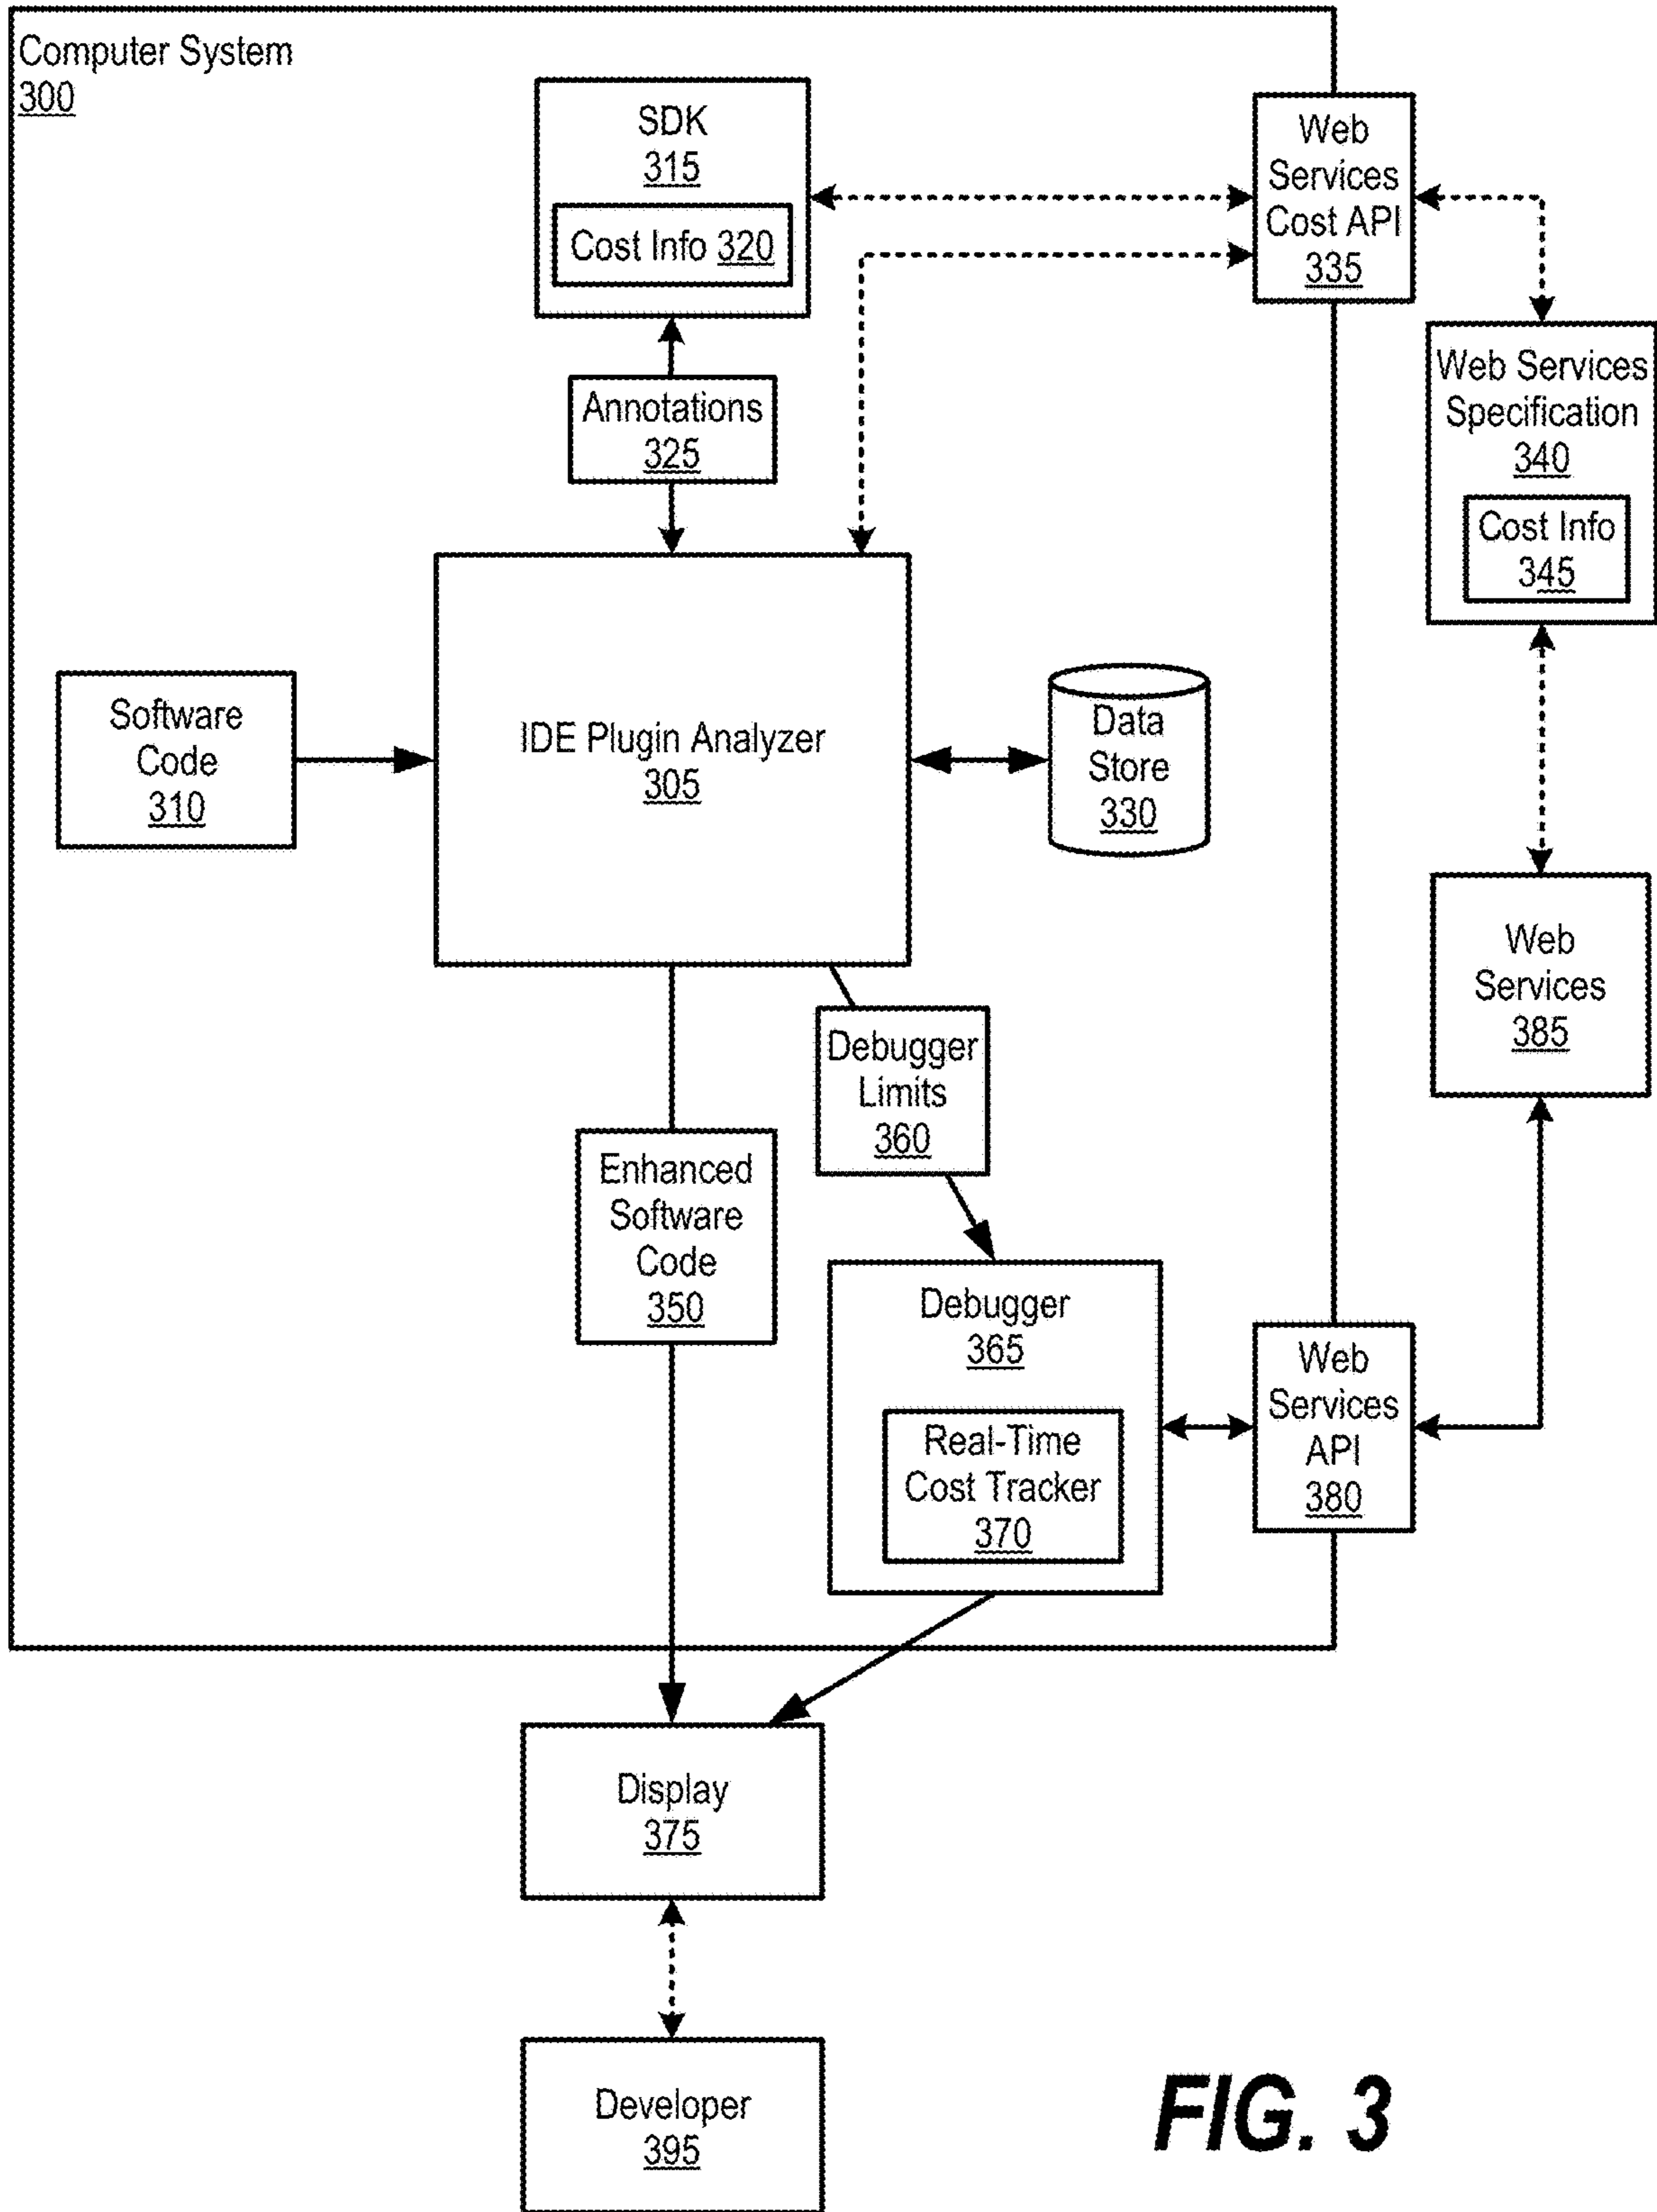 Computer System
300
SDK
315
Cost Info 320
Web
Services
Cost API
335
Annotations
325
Web Services
Specification
340
Cost Info
345
Software
Code
310
IDE Plugin Analyzer
305
Data
Store
330
Web
Services
385
Debugger
Limits
360
Enhanced
Software
Code
350
Debugger
365
Real-Time
Cost Tracker
370
Web
Services
API
380
Display
375
Developer
395
FIG. 3